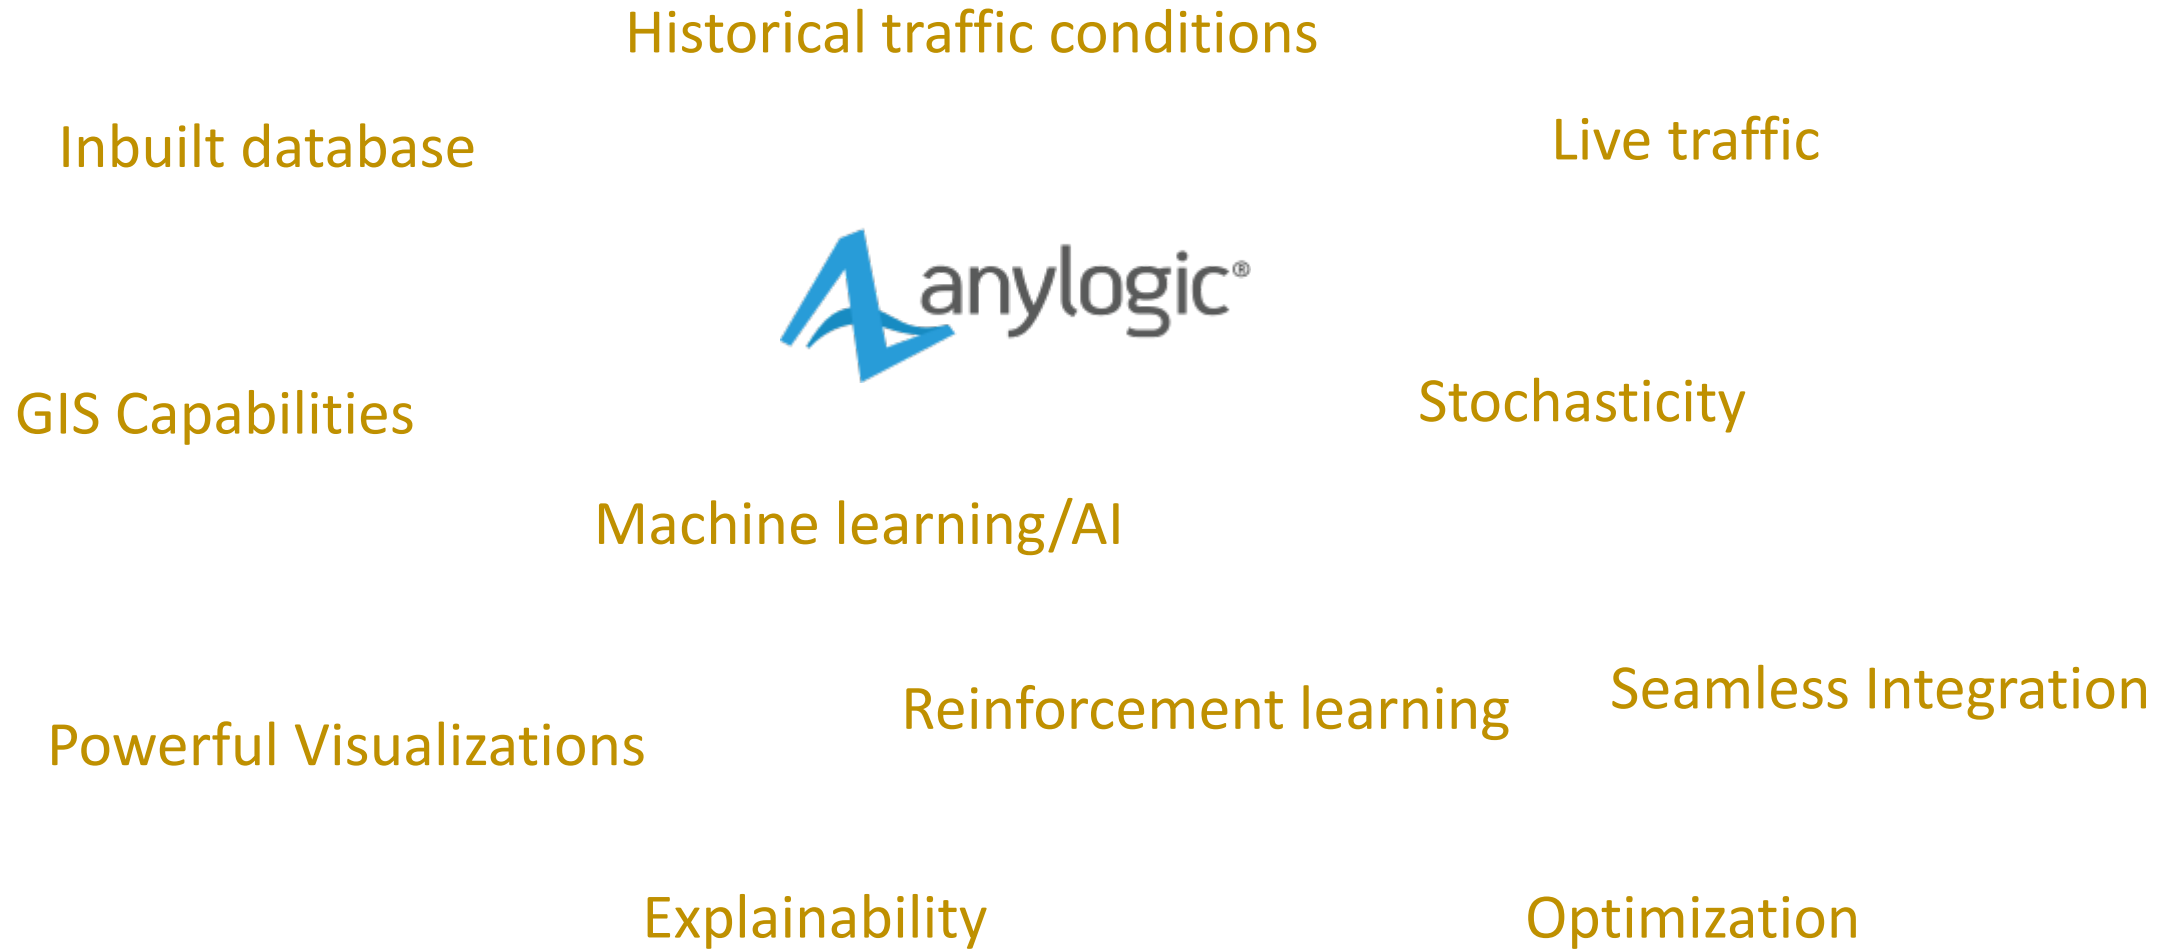 Historical traffic conditions
Inbuilt database
Live traffic
anylogic®
GIS Capabilities
Stochasticity
Machine learning/AI
Reinforcement learning
Seamless Integration
Powerful Visualizations
Explainability
Optimization